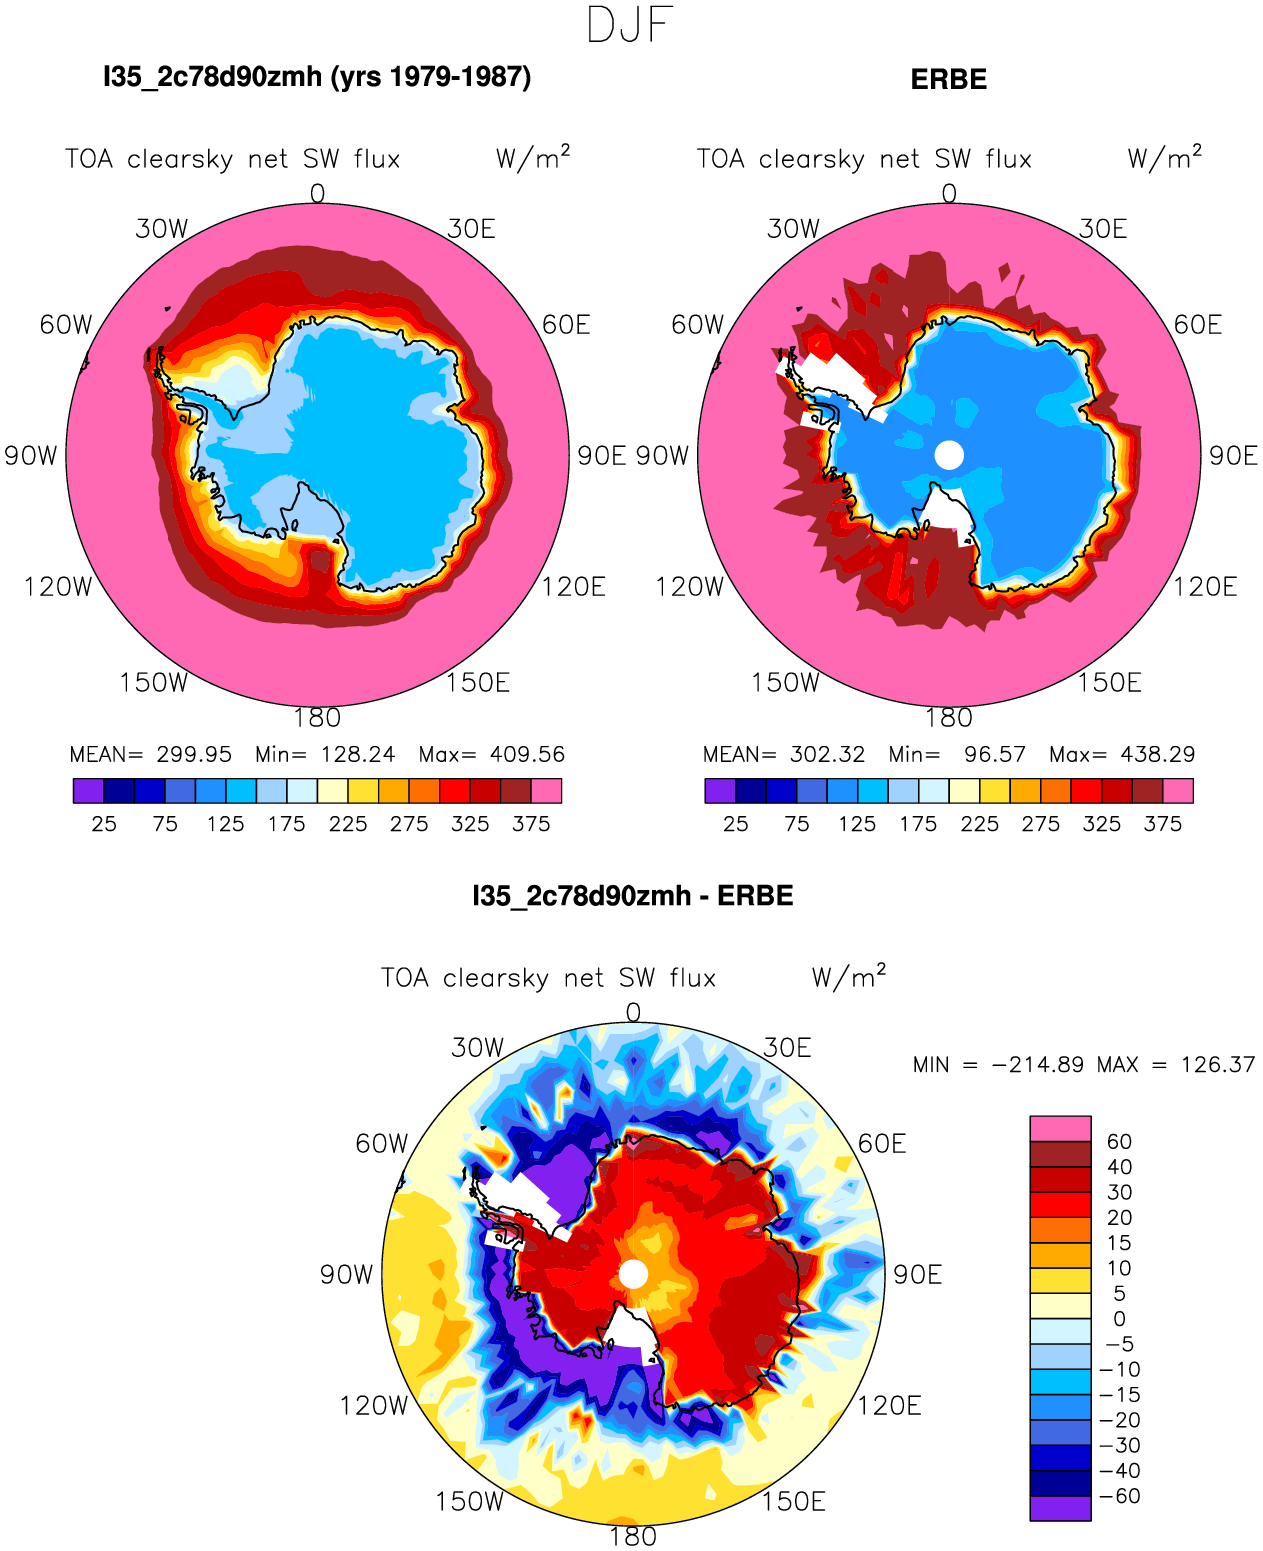 DJF
I35_2c78d90zmh (yrs 1979-1987)
ERBE
TOA clearsky net SW flux W/m²
TOA clearsky net SW flux W/m²
0
30W 30E
60W 60E
90W 90E
120W 120E
150W 150E
180
0
30W 30E
60W 60E
90W 90E
120W 120E
150W 150E
180
MEAN= 299.95 Min= 128.24 Max= 409.56
25 75 125 175 225 275 325 375
MEAN= 302.32 Min= 96.57 Max= 438.29
25 75 125 175 225 275 325 375
I35_2c78d90zmh - ERBE
TOA clearsky net SW flux W/m²
0
30W 30E
60W 60E
90W 90E
120W 120E
150W 150E
180
MIN = −214.89 MAX = 126.37
60
40
30
20
15
10
5
0
−5
−10
−15
−20
−30
−40
−60